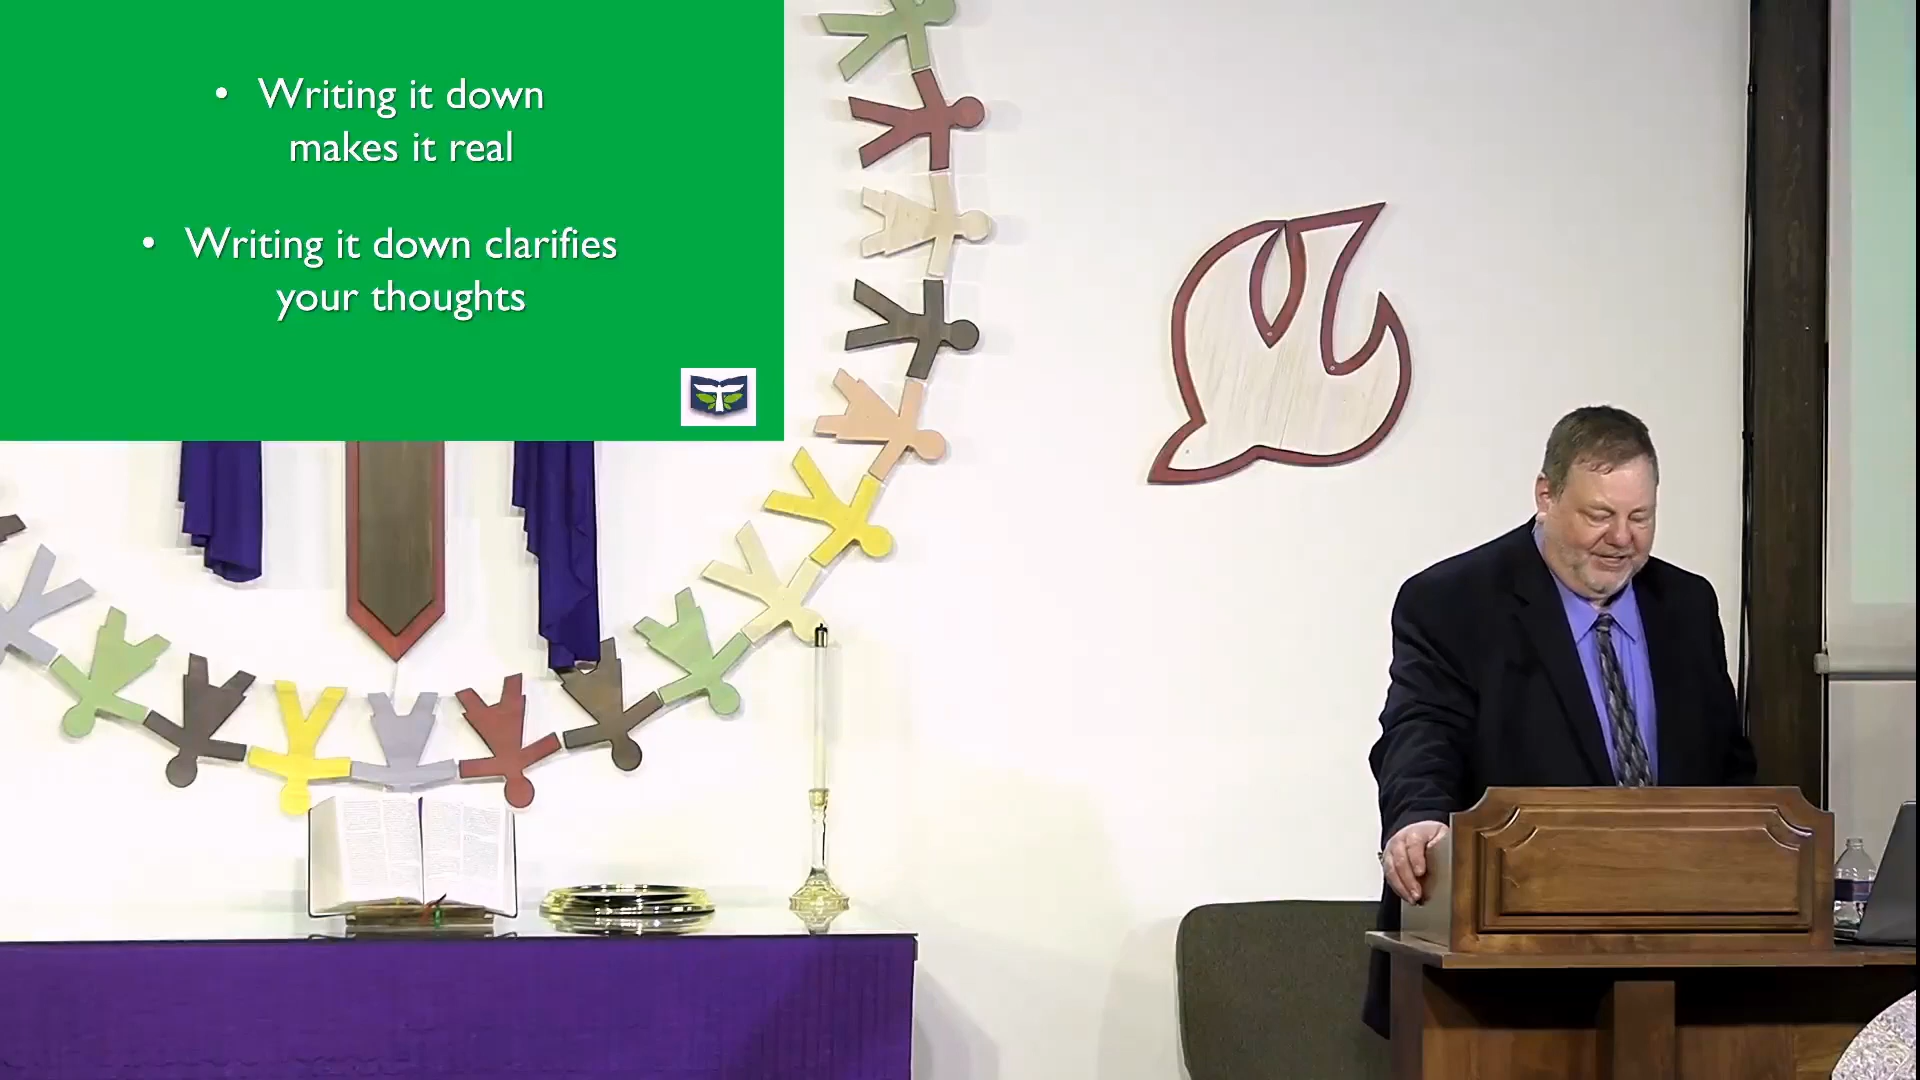 • Writing it down
makes it real
• Writing it down clarifies
your thoughts